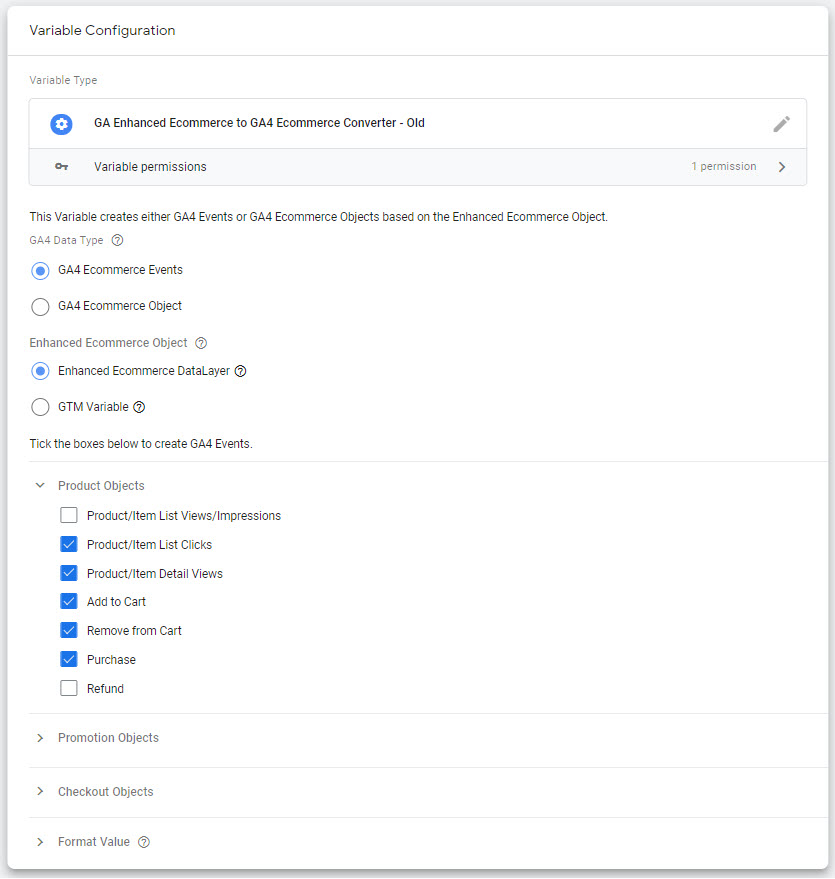 Variable Configuration
Variable Type
GA Enhanced Ecommerce to GA4 Ecommerce Converter - Old
Variable permissions 1 permission
This Variable creates either GA4 Events or GA4 Ecommerce Objects based on the Enhanced Ecommerce Object.
GA4 Data Type
GA4 Ecommerce Events
GA4 Ecommerce Object
Enhanced Ecommerce Object
Enhanced Ecommerce DataLayer
GTM Variable
Tick the boxes below to create GA4 Events.
Product Objects
Product/Item List Views/Impressions
Product/Item List Clicks
Product/Item Detail Views
Add to Cart
Remove from Cart
Purchase
Refund
Promotion Objects
Checkout Objects
Format Value